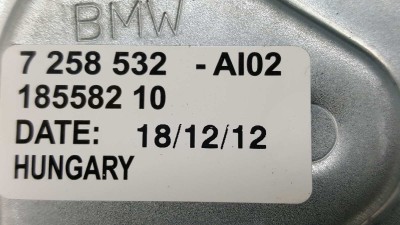 BMW
7 258 532 - AI02
185582 10
DATE: 18/12/12
HUNGARY